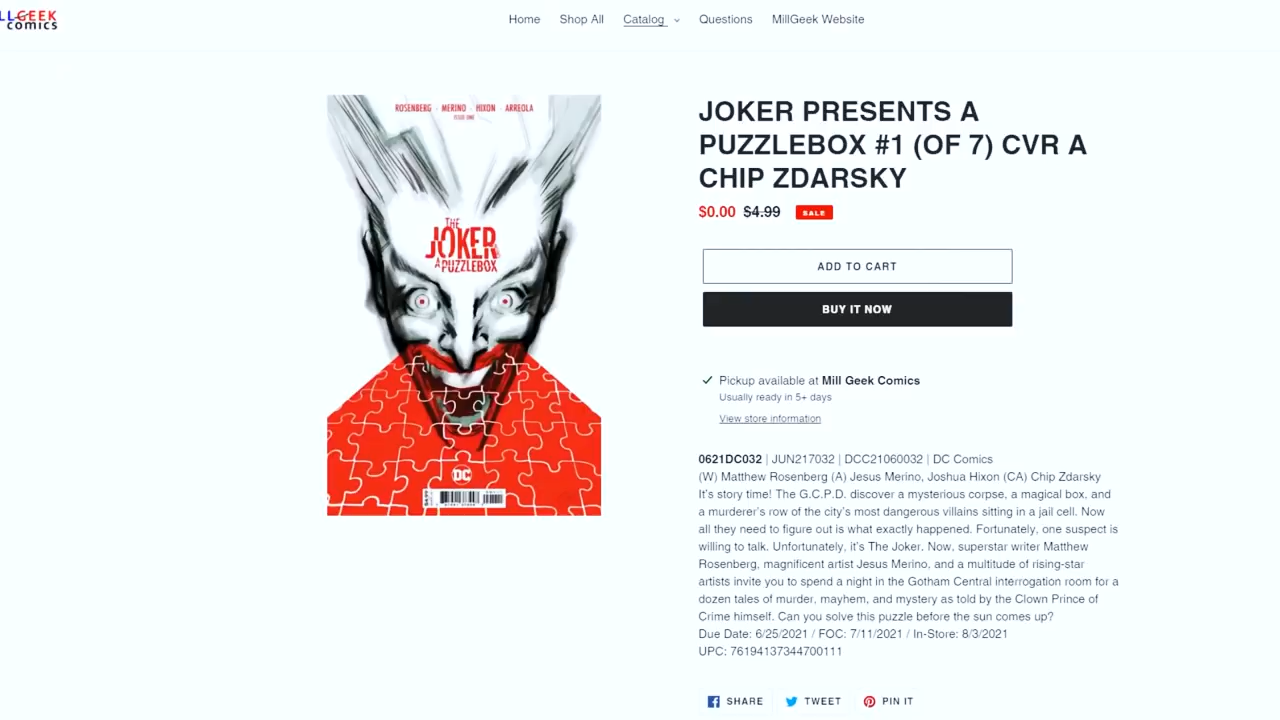 LLGEEK
comics
Home Shop All Catalog Questions MillGeek Website
ROSENBERG · MERINO · HIXON · ARREOLA
ISSUE ONE
THE
JOKER
A PUZZLEBOX
DC
JOKER PRESENTS A
PUZZLEBOX #1 (OF 7) CVR A
CHIP ZDARSKY
$0.00 $4.99 SALE
ADD TO CART
BUY IT NOW
Pickup available at Mill Geek Comics
Usually ready in 5+ days
View store information
0621DC032 | JUN217032 | DCC21060032 | DC Comics
(W) Matthew Rosenberg (A) Jesus Merino, Joshua Hixon (CA) Chip Zdarsky
It's story time! The G.C.P.D. discover a mysterious corpse, a magical box, and
a murderer's row of the city's most dangerous villains sitting in a jail cell. Now
all they need to figure out is what exactly happened. Fortunately, one suspect is
willing to talk. Unfortunately, it's The Joker. Now, superstar writer Matthew
Rosenberg, magnificent artist Jesus Merino, and a multitude of rising-star
artists invite you to spend a night in the Gotham Central interrogation room for a
dozen tales of murder, mayhem, and mystery as told by the Clown Prince of
Crime himself. Can you solve this puzzle before the sun comes up?
Due Date: 6/25/2021 / FOC: 7/11/2021 / In-Store: 8/3/2021
UPC: 76194137344700111
SHARE TWEET PIN IT